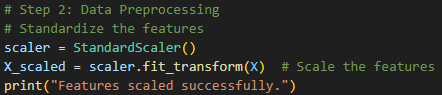 # Step 2: Data Preprocessing
# Standardize the features
scaler = StandardScaler()
X_scaled = scaler.fit_transform(X)  # Scale the features
print("Features scaled successfully.")